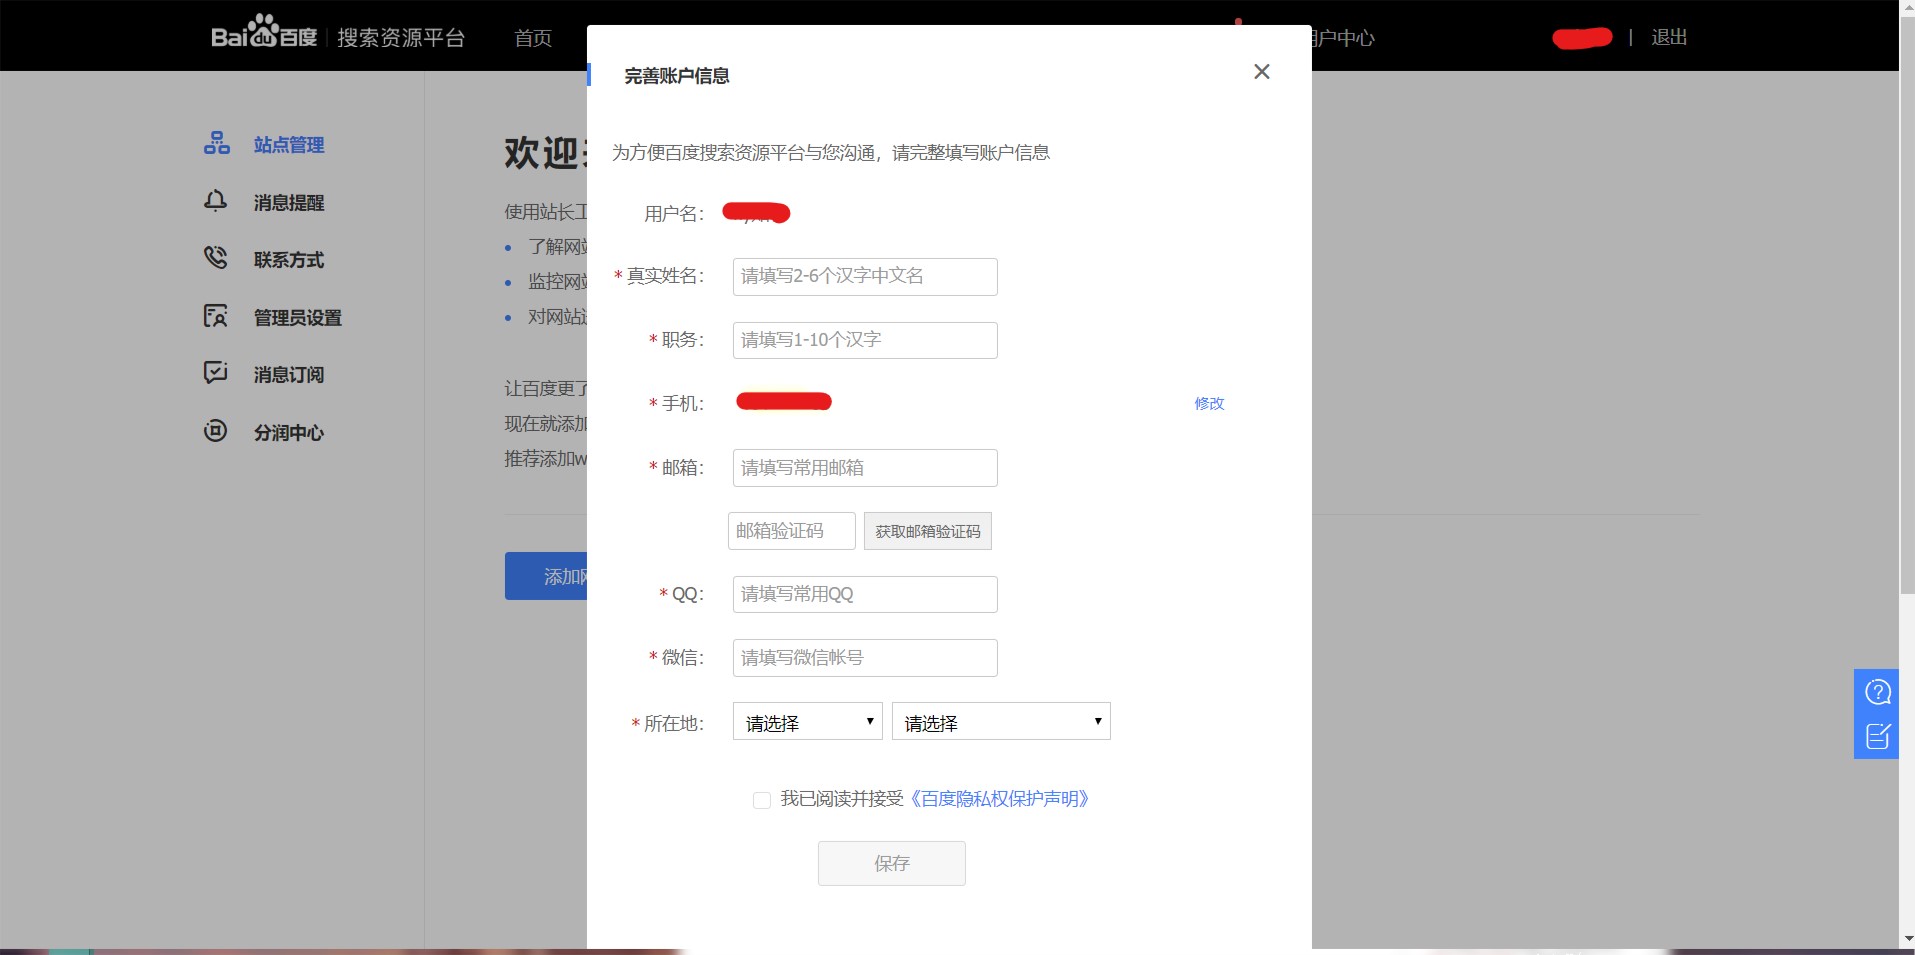 Bai du 百度 | 搜索资源平台
首页
用户中心
| 退出
站点管理
消息提醒
联系方式
管理员设置
消息订阅
分润中心
欢迎
使用站长工
了解网站
监控网站
对网站
让百度更了
现在就添加
推荐添加w
添加网
完善账户信息
为方便百度搜索资源平台与您沟通，请完整填写账户信息
用户名：
* 真实姓名： 请填写2-6个汉字中文名
* 职务： 请填写1-10个汉字
* 手机： 修改
* 邮箱： 请填写常用邮箱
邮箱验证码 获取邮箱验证码
* QQ： 请填写常用QQ
* 微信： 请填写微信帐号
* 所在地： 请选择 请选择
我已阅读并接受《百度隐私权保护声明》
保存